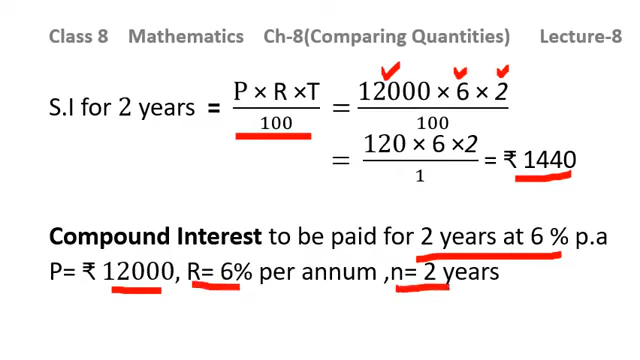 Class 8 Mathematics Ch-8(Comparing Quantities) Lecture-8
S.I for 2 years = P × R ×T / 100 = 12000 × 6 × 2 / 100
= 120 × 6 ×2 / 1 = ₹ 1440
Compound Interest to be paid for 2 years at 6 % p.a
P= ₹ 12000, R= 6% per annum ,n= 2 years